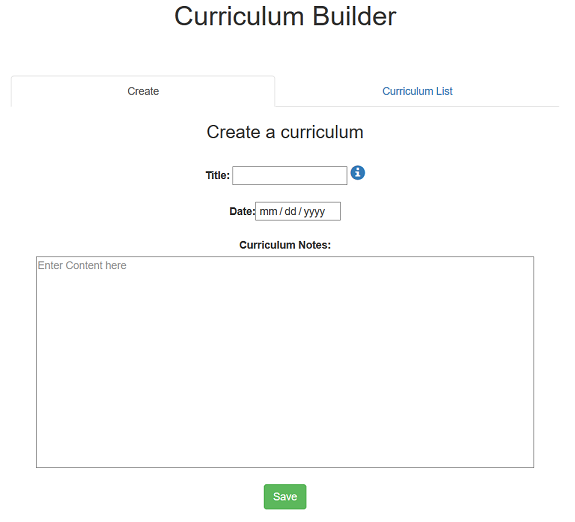 Curriculum Builder
Create
Curriculum List
Create a curriculum
Title:
Date: mm / dd / yyyy
Curriculum Notes:
Enter Content here
Save